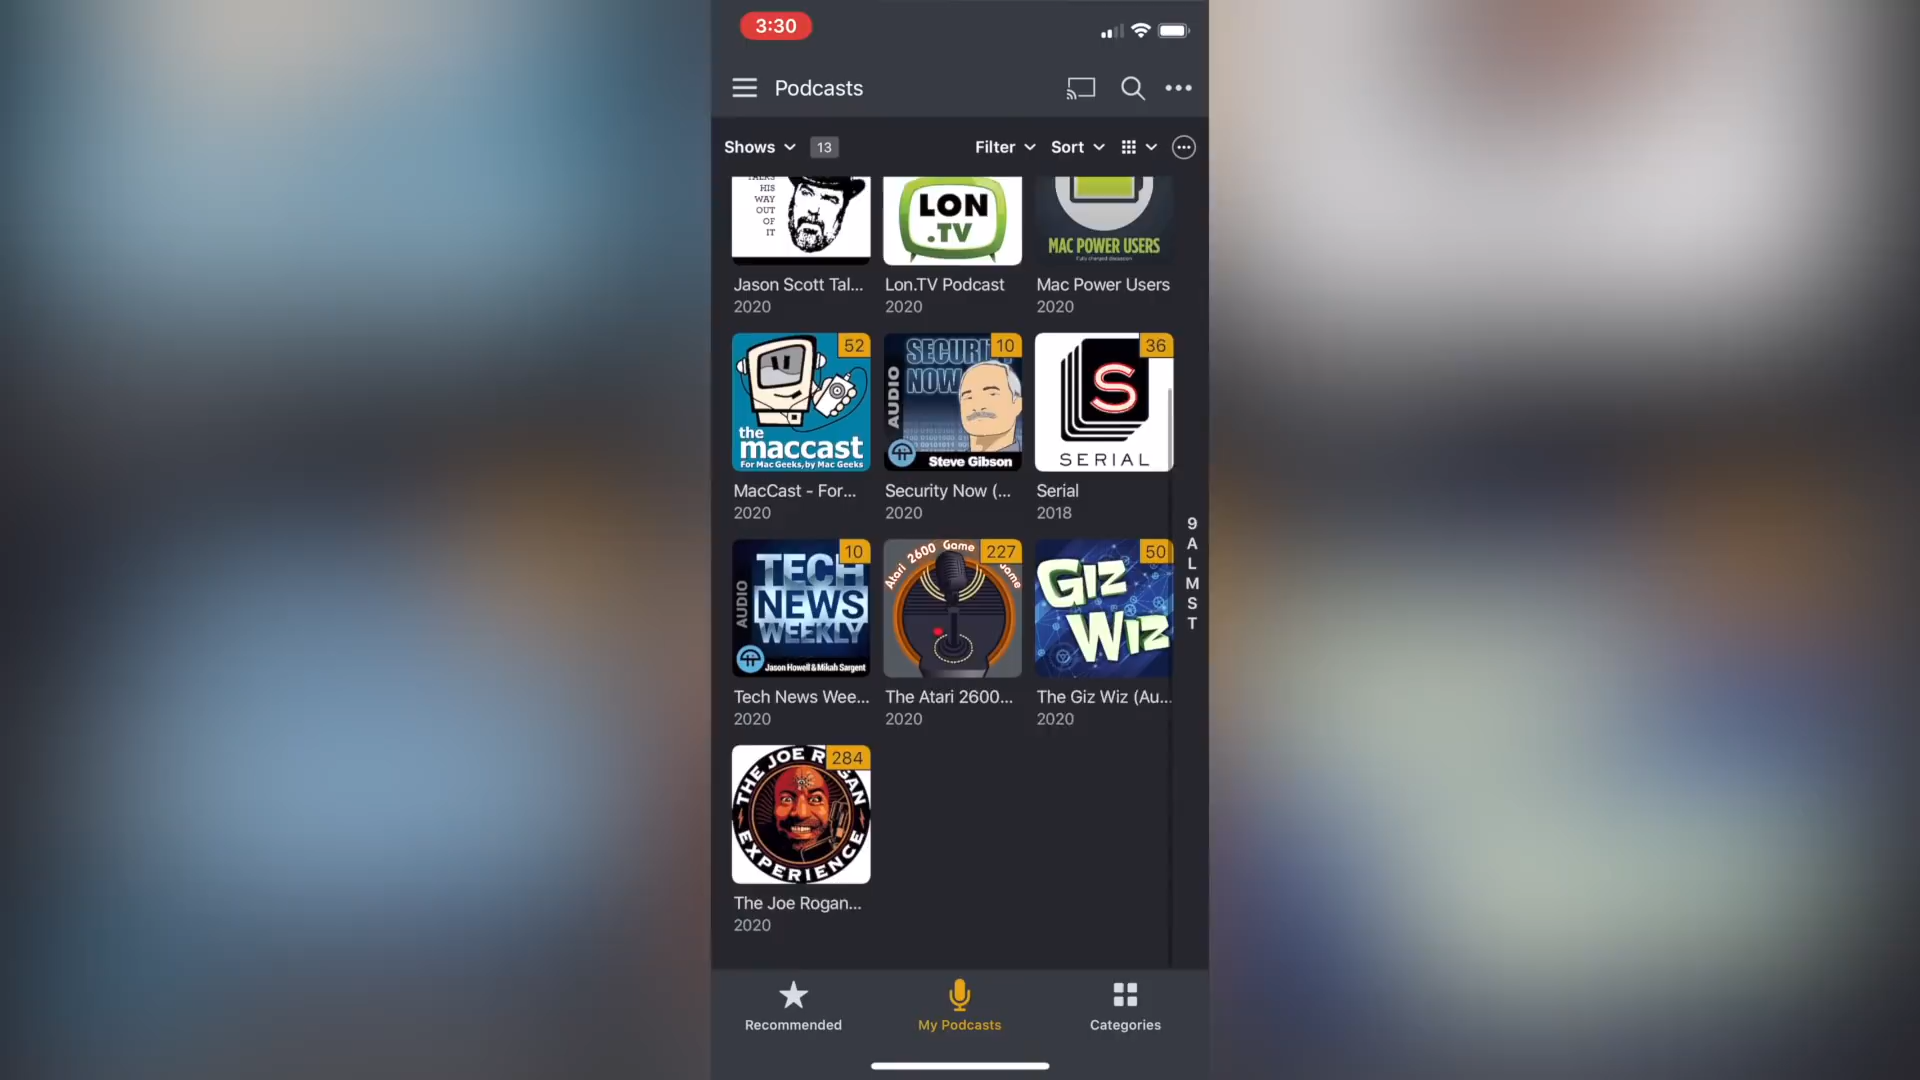 3:30
Podcasts
Shows 13 Filter Sort
TALKS
HIS
WAY
OUT
OF
IT
LON
.TV
MAC POWER USERS
Fully charged discussion
Jason Scott Tal...
2020
Lon.TV Podcast
2020
Mac Power Users
2020
52
the
maccast
For Mac Geeks, by Mac Geeks
10
SECURITY
NOW
AUDIO
Steve Gibson
36
S
SERIAL
MacCast - For...
2020
Security Now (...
2020
Serial
2018
10
AUDIO
TECH
NEWS
WEEKLY
Jason Howell & Mikah Sargent
227
Atari 2600 Game
50
GIZ
WIZ
Tech News Wee...
2020
The Atari 2600...
2020
The Giz Wiz (Au...
2020
9
A
L
M
S
T
284
THE JOE ROGAN
EXPERIENCE
The Joe Rogan...
2020
Recommended
My Podcasts
Categories